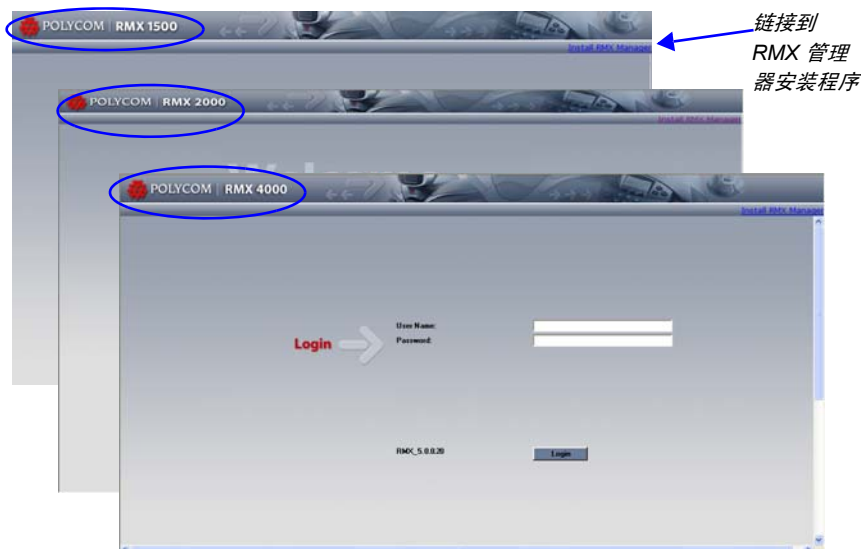 POLYCOM | RMX 1500
Install RMX Manager
链接到
RMX 管理
器安装程序
POLYCOM | RMX 2000
Install RMX Manager
POLYCOM | RMX 4000
Install RMX Manager
User Name:
Login
Password:
RMX_5.0.0.20
Login